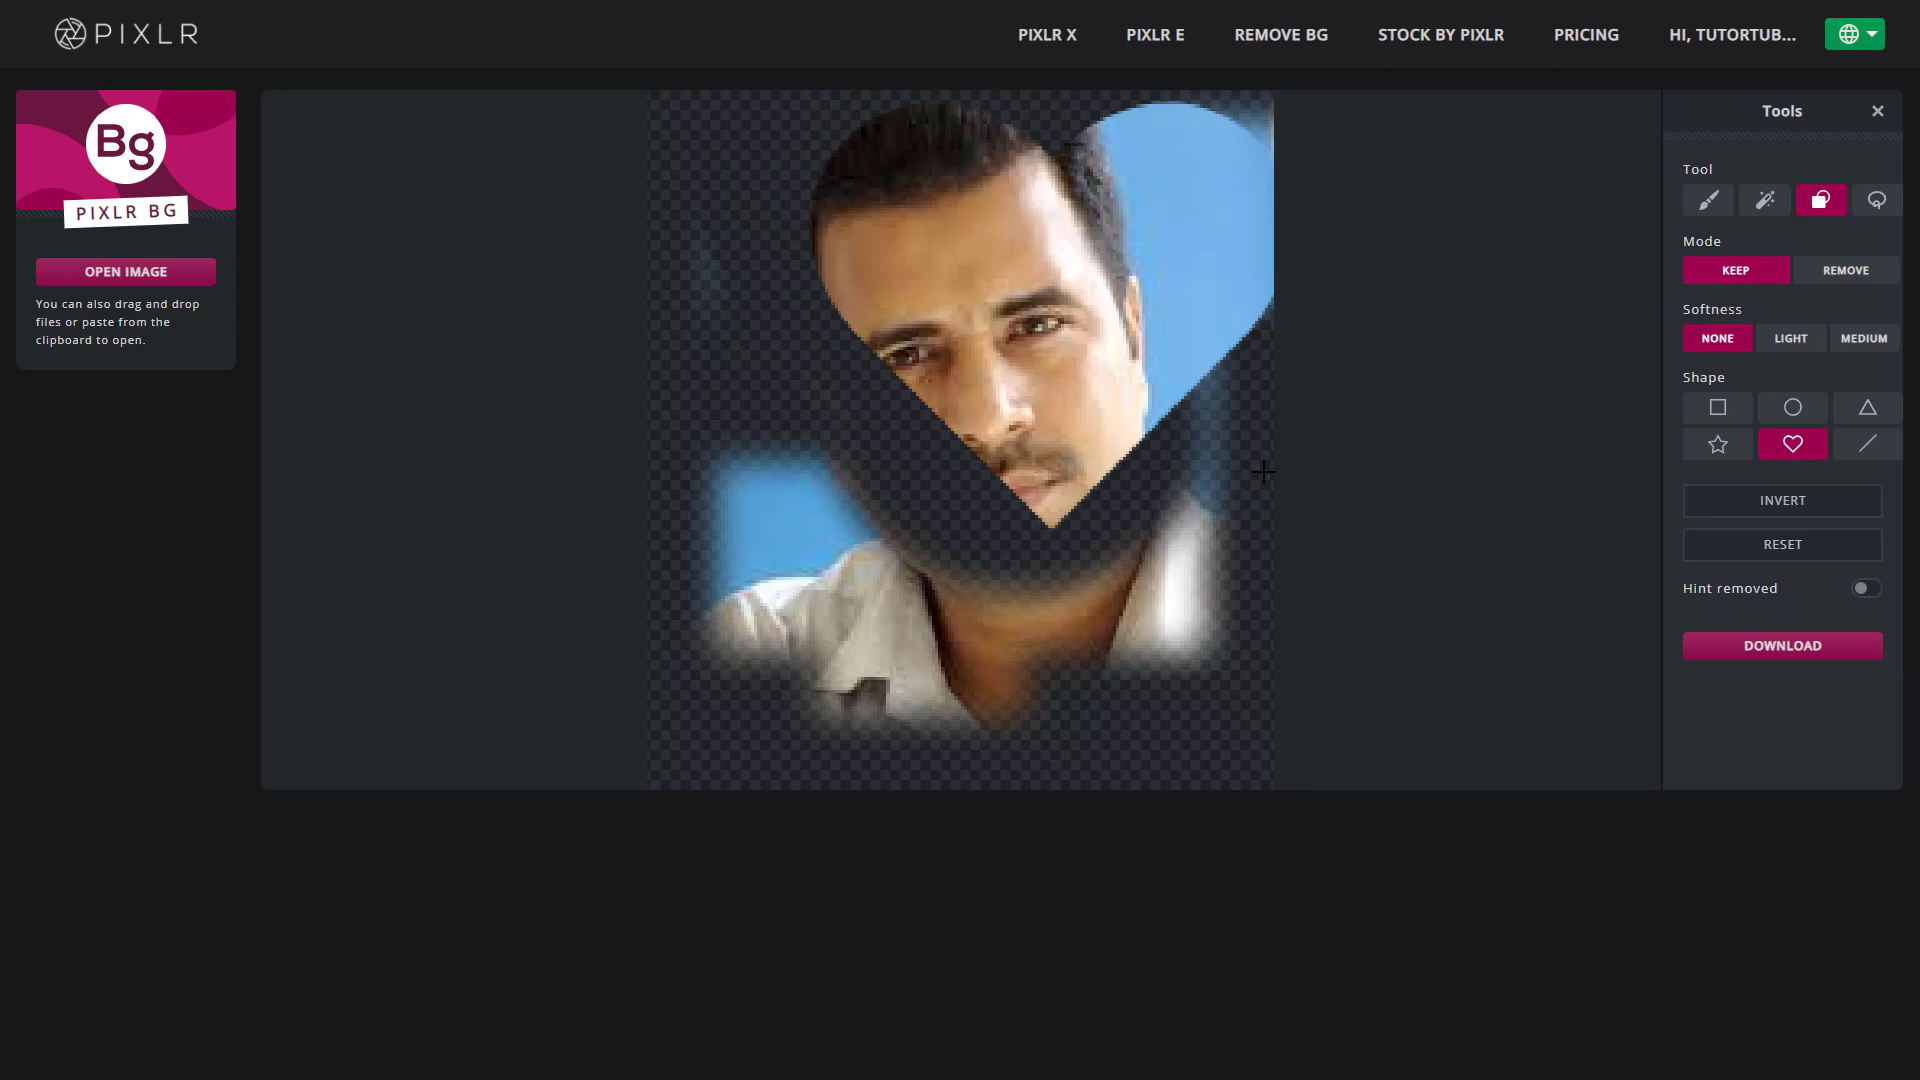 PIXLR
PIXLR X
PIXLR E
REMOVE BG
STOCK BY PIXLR
PRICING
HI, TUTORTUB...
Bg
PIXLR BG
OPEN IMAGE
You can also drag and drop
files or paste from the
clipboard to open.
Tools
Tool
Mode
KEEP
REMOVE
Softness
NONE
LIGHT
MEDIUM
Shape
INVERT
RESET
Hint removed
DOWNLOAD